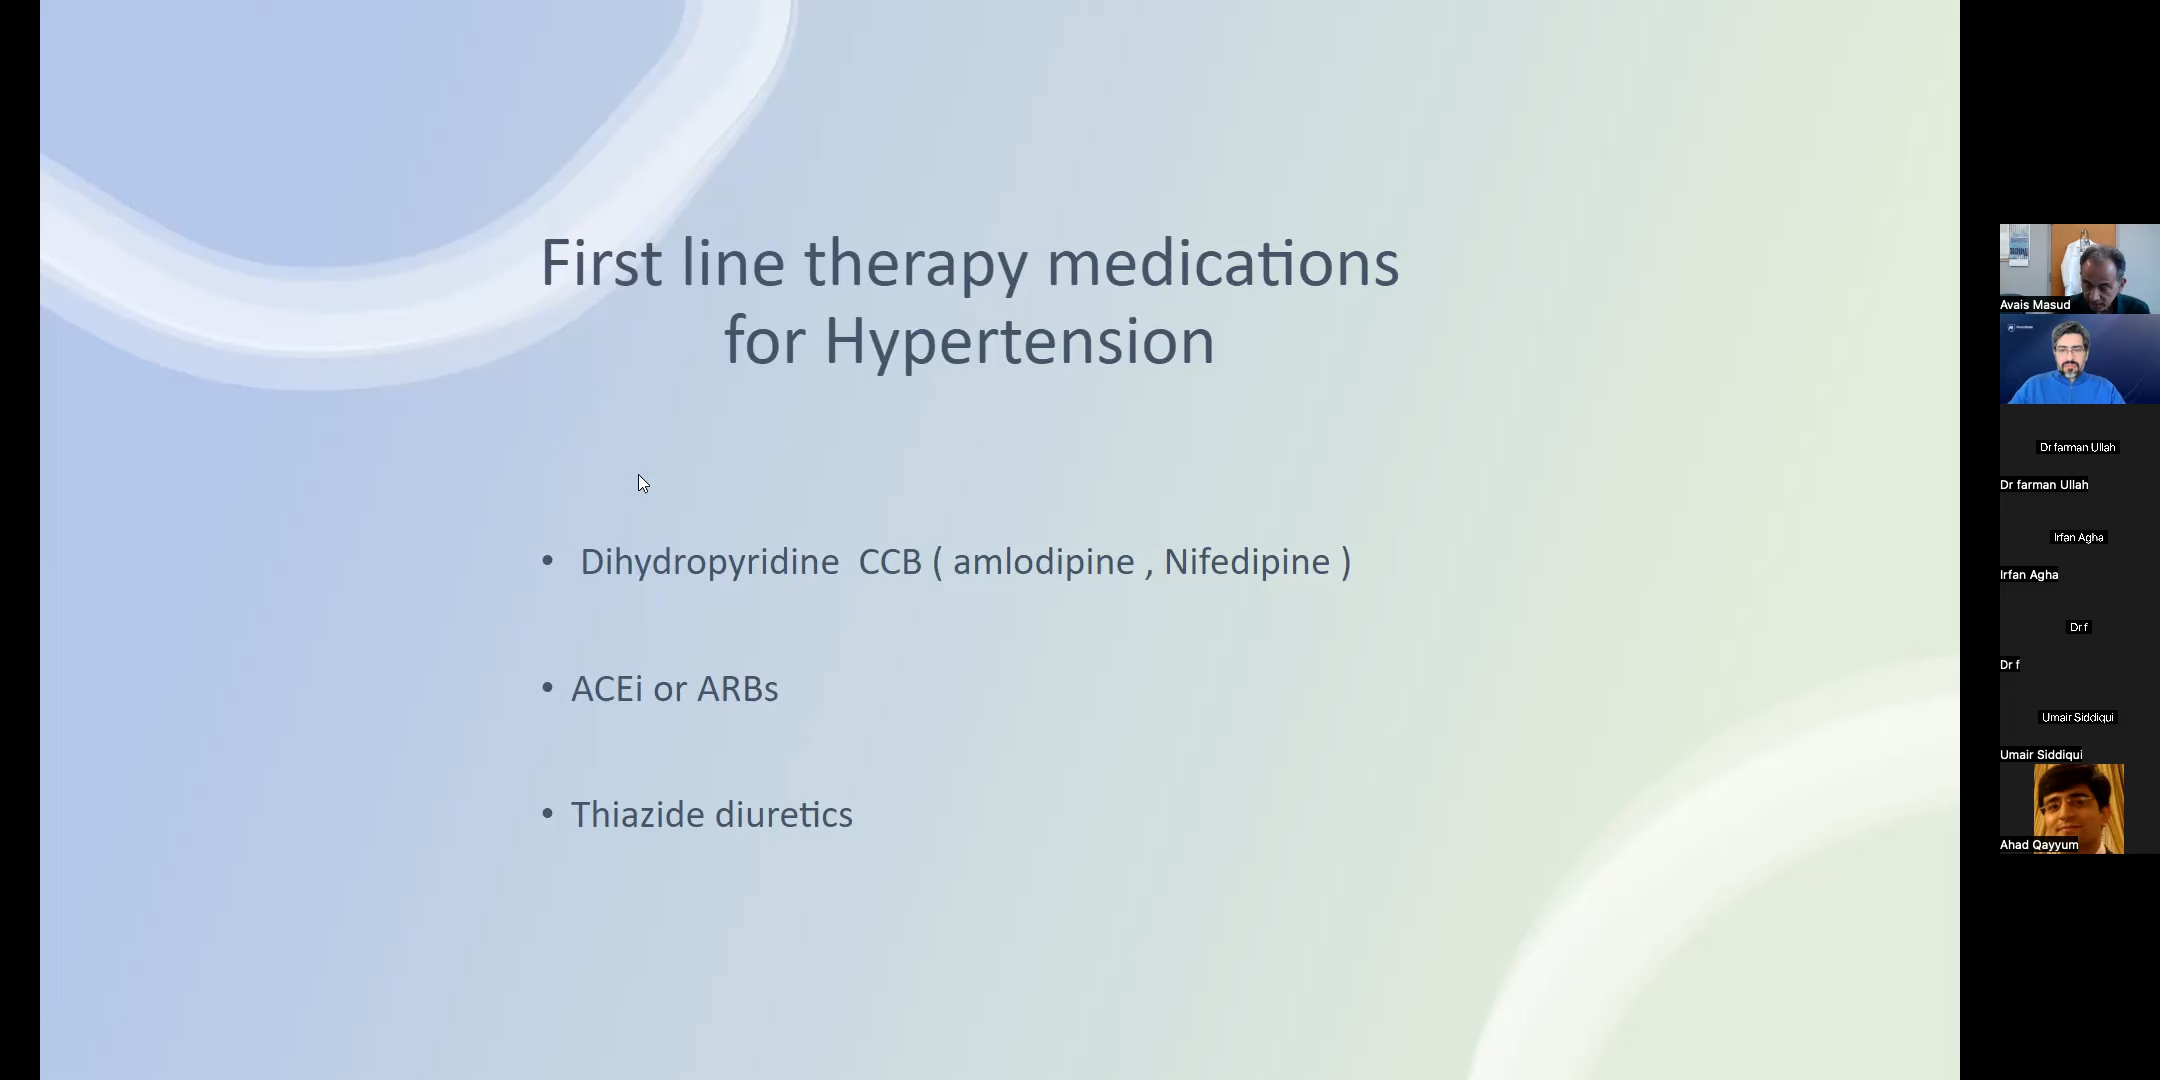 First line therapy medications
for Hypertension
• Dihydropyridine CCB ( amlodipine , Nifedipine )
• ACEi or ARBs
• Thiazide diuretics
Avais Masud
Dr farman Ullah
Dr farman Ullah
Irfan Agha
Irfan Agha
Dr f
Dr f
Umair Siddiqui
Umair Siddiqui
Ahad Qayyum